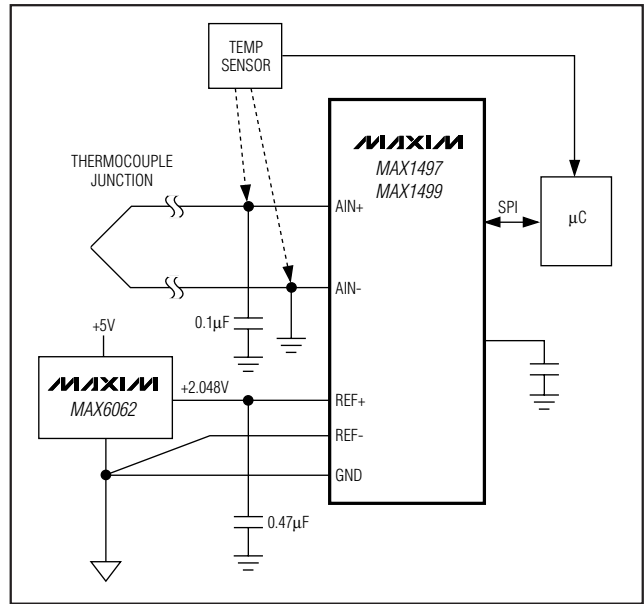 TEMP
SENSOR
MAXIM
MAX1497
MAX1499
THERMOCOUPLE
JUNCTION
AIN+
SPI
μC
AIN-
0.1μF
+5V
MAXIM
MAX6062
+2.048V
REF+
REF-
GND
0.47μF